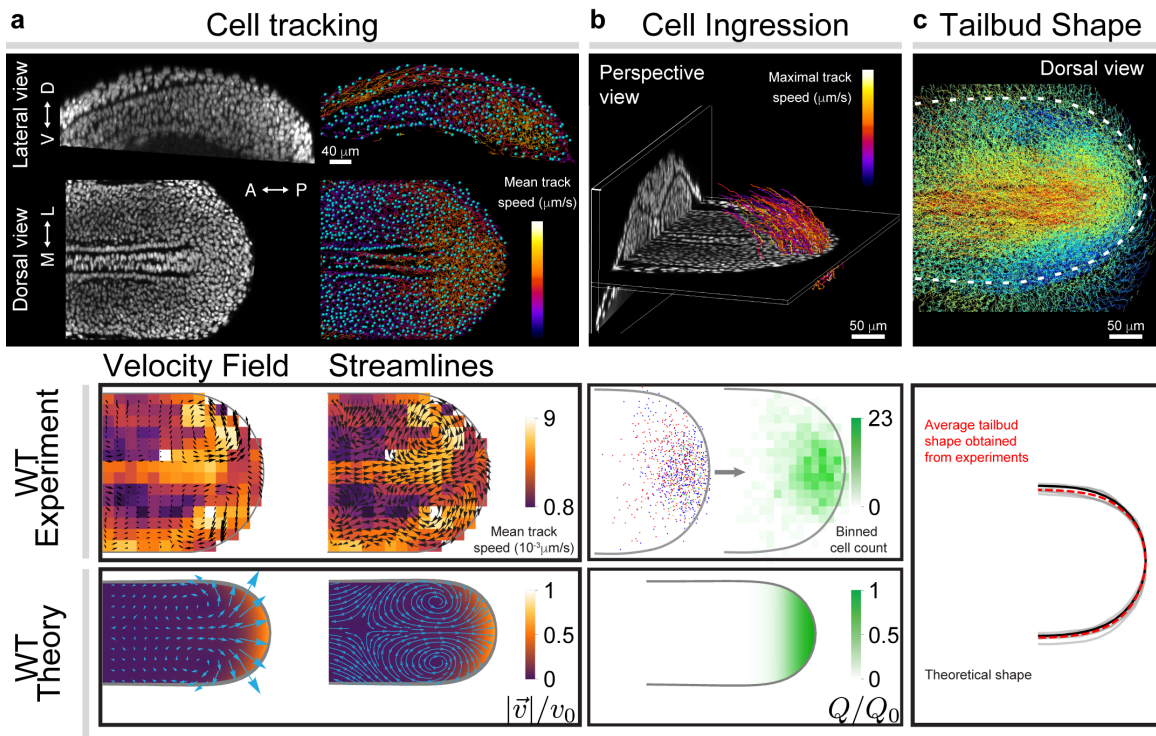 a
Cell tracking
Lateral view
V ⟷ D
40 μm
Dorsal view
M ⟷ L
A ⟷ P
Mean track
speed (μm/s)
b
Cell Ingression
Perspective
view
Maximal track
speed (μm/s)
50 μm
c
Tailbud Shape
Dorsal view
50 μm
Velocity Field
Streamlines
WT
Experiment
9
0.8
Mean track
speed (10⁻³μm/s)
23
0
Binned
cell count
Average tailbud
shape obtained
from experiments
WT
Theory
1
0.5
0
|v⃗|/v₀
1
0.5
0
Q/Q₀
Theoretical shape